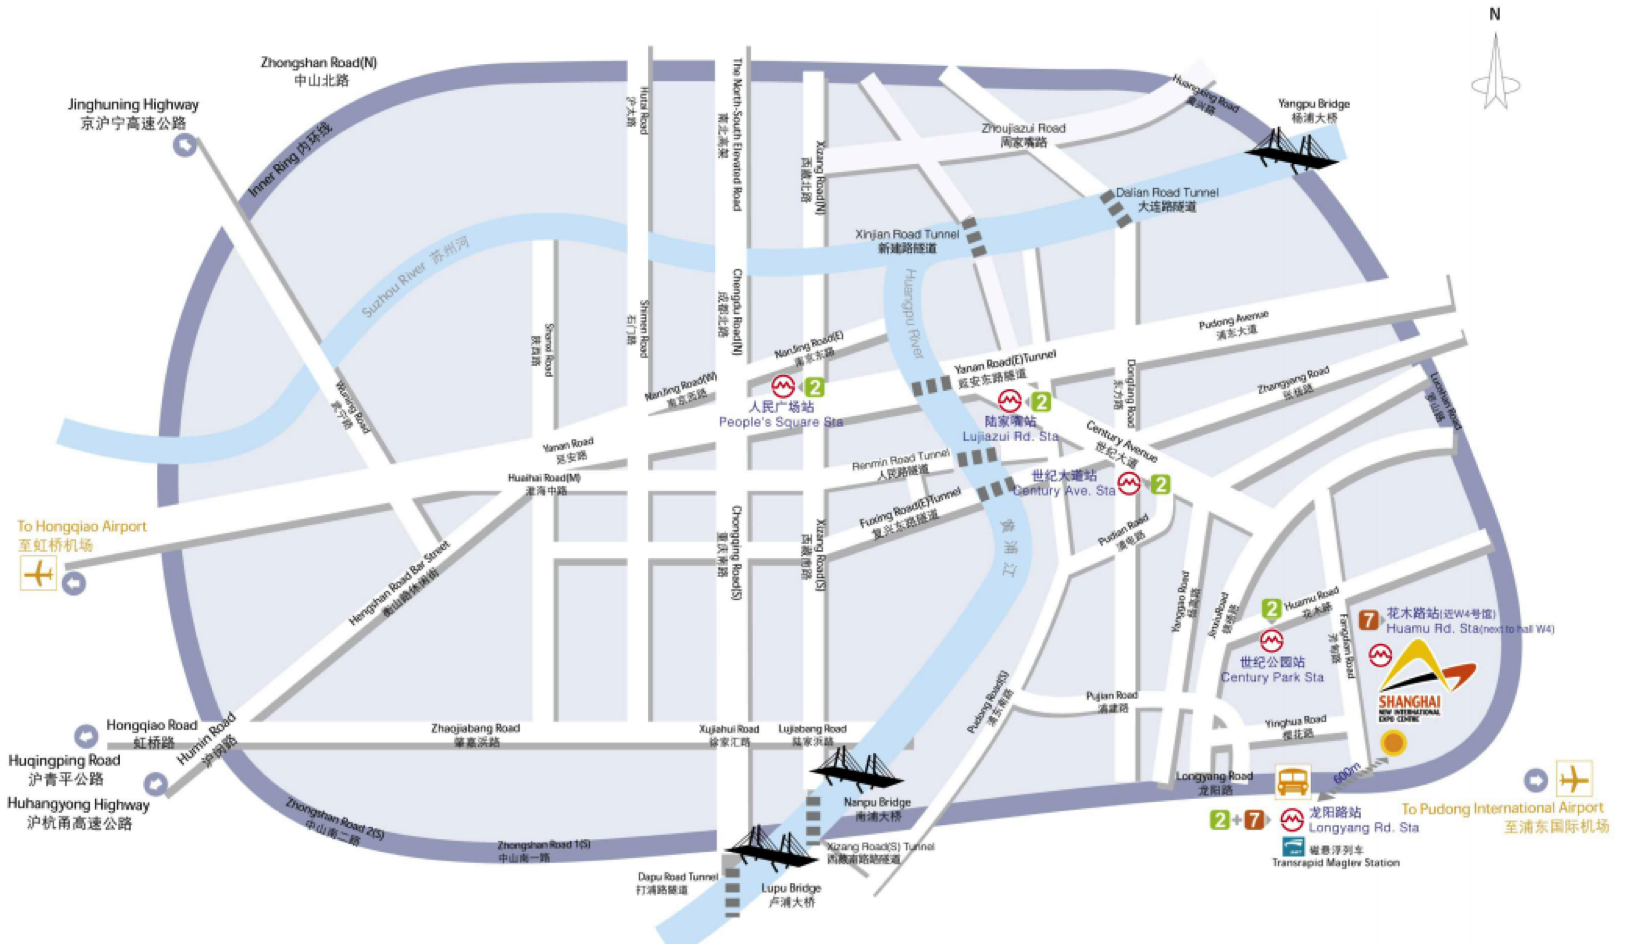 N
Zhongshan Road(N)
中山北路
Jinghuning Highway
京沪宁高速公路
Inner Ring 内环线
Hutai Road
沪太路
The North-South Elevated Road
南北高架
Xizang Road(N)
西藏北路
Zhoujiazui Road
周家嘴路
Huangxing Road
黄兴路
Yangpu Bridge
杨浦大桥
Dalian Road Tunnel
大连路隧道
Xinjian Road Tunnel
新建路隧道
Suzhou River 苏州河
Huangpu River
Shanxi Road
陕西路
Shimen Road
石门路
Chengdu Road(N)
成都北路
NanJing Road(E)
南京东路
NanJing Road(W)
南京西路
2
人民广场站
People's Square Sta
Wuning Road
武宁路
Yanan Road
延安路
Huaihai Road(M)
淮海中路
Yanan Road(E)Tunnel
延安东路隧道
Pudong Avenue
浦东大道
Zhangyang Road
张杨路
Luoshan Road
罗山路
Dongfang Road
东方路
2
陆家嘴站
Lujiazui Rd. Sta
Century Avenue
世纪大道
Renmin Road Tunnel
人民路隧道
世纪大道站
Century Ave. Sta
2
Fuxing Road(E)Tunnel
复兴东路隧道
黄浦江
Pudian Road
浦电路
To Hongqiao Airport
至虹桥机场
Hengshan Road Bar Street
衡山路休闲街
Chongqing Road(S)
重庆南路
Xizang Road(S)
西藏南路
Yanggao Road
杨高路
JinxiuRoad
锦绣路
2
Huamu Road
花木路
世纪公园站
Century Park Sta
Fangdian Road
芳甸路
7
花木路站(近W4号馆)
Huamu Rd. Sta(next to hall W4)
SHANGHAI
NEW INTERNATIONAL
EXPO CENTRE
Pudong Road(S)
浦东南路
Pujian Road
浦建路
Yinghua Road
樱花路
Hongqiao Road
虹桥路
Humin Road
沪闵路
Zhaojiabang Road
肇嘉浜路
Xujiahui Road
徐家汇路
Lujiabang Road
陆家浜路
Huqingping Road
沪青平公路
Huhangyong Highway
沪杭甬高速公路
Zhongshan Road 2(S)
中山南二路
Zhongshan Road 1(S)
中山南一路
Nanpu Bridge
南浦大桥
Xizang Road(S) Tunnel
西藏南路隧道
Dapu Road Tunnel
打浦路隧道
Lupu Bridge
卢浦大桥
Longyang Road
龙阳路
600m
2+7
龙阳路站
Longyang Rd. Sta
磁悬浮列车
Transrapid Maglev Station
To Pudong International Airport
至浦东国际机场